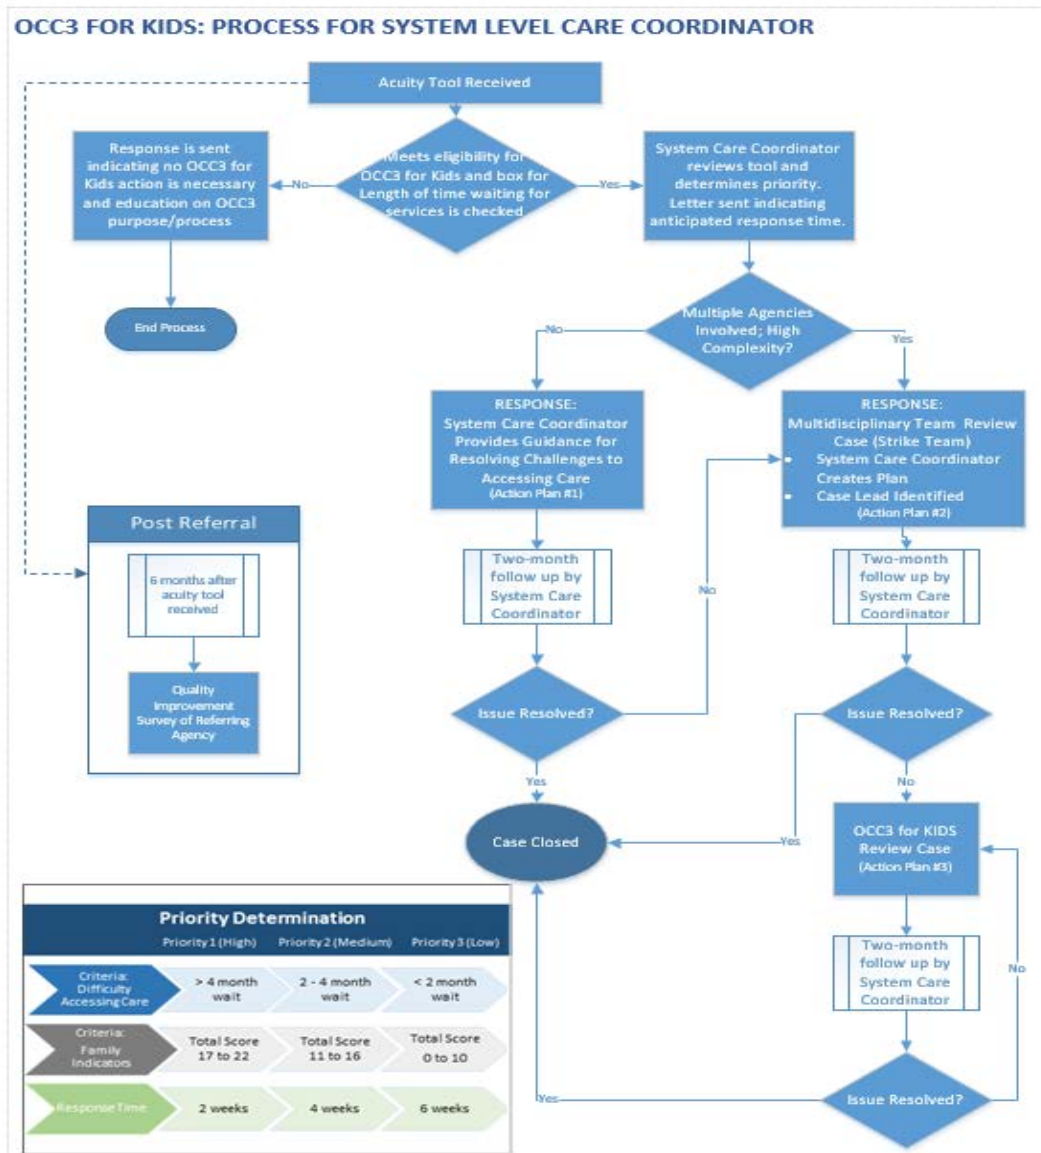 OCC3 FOR KIDS: PROCESS FOR SYSTEM LEVEL CARE COORDINATOR
Acuity Tool Received
Response is sent
indicating no OCC3 for
Kids action is necessary
and education on OCC3
purpose/process
No
Meets eligibility for
OCC3 for Kids and box for
Length of time waiting for
services is checked
Yes
System Care Coordinator
reviews tool and
determines priority.
Letter sent indicating
anticipated response time.
End Process
Multiple Agencies
Involved; High
Complexity?
No
Yes
RESPONSE:
System Care Coordinator
Provides Guidance for
Resolving Challenges to
Accessing Care
(Action Plan #1)
RESPONSE:
Multidisciplinary Team Review
Case (Strike Team)
▪ System Care Coordinator
Creates Plan
▪ Case Lead Identified
(Action Plan #2)
Post Referral
6 months after
acuity tool
received
Quality
Improvement
Survey of Referring
Agency
Two-month
follow up by
System Care
Coordinator
No
Two-month
follow up by
System Care
Coordinator
Issue Resolved?
Issue Resolved?
Yes
No
Case Closed
Yes
OCC3 for KIDS
Review Case
(Action Plan #3)
Two-month
follow up by
System Care
Coordinator
No
Issue Resolved?
Yes
Priority Determination
Priority 1 (High) Priority 2 (Medium) Priority 3 (Low)
Criteria:
Difficulty
Accessing Care
> 4 month
wait
2 - 4 month
wait
< 2 month
wait
Criteria:
Family
Indicators
Total Score
17 to 22
Total Score
11 to 16
Total Score
0 to 10
Response Time
2 weeks
4 weeks
6 weeks